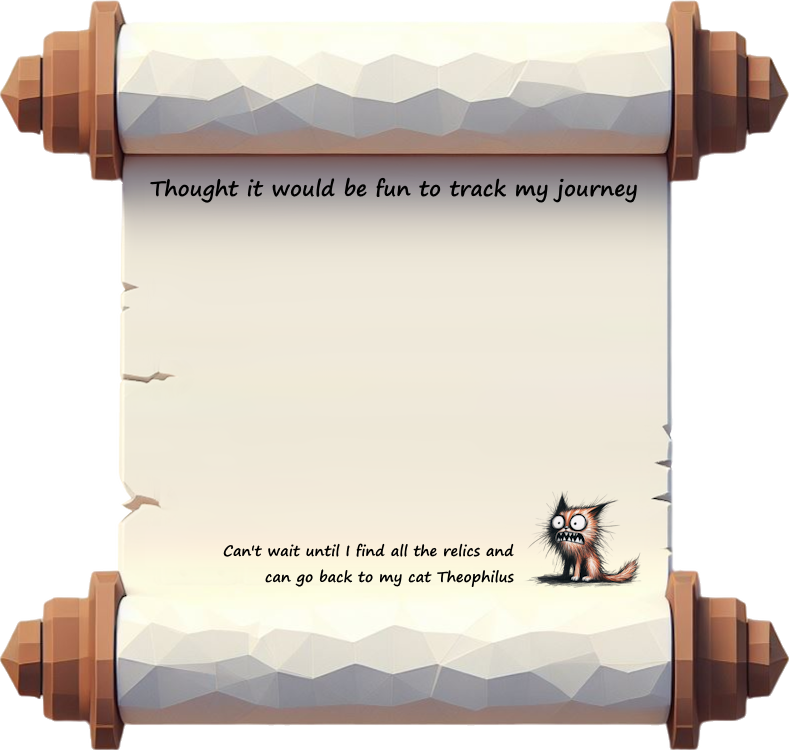 Thought it would be fun to track my journey
Can't wait until I find all the relics and
can go back to my cat Theophilus